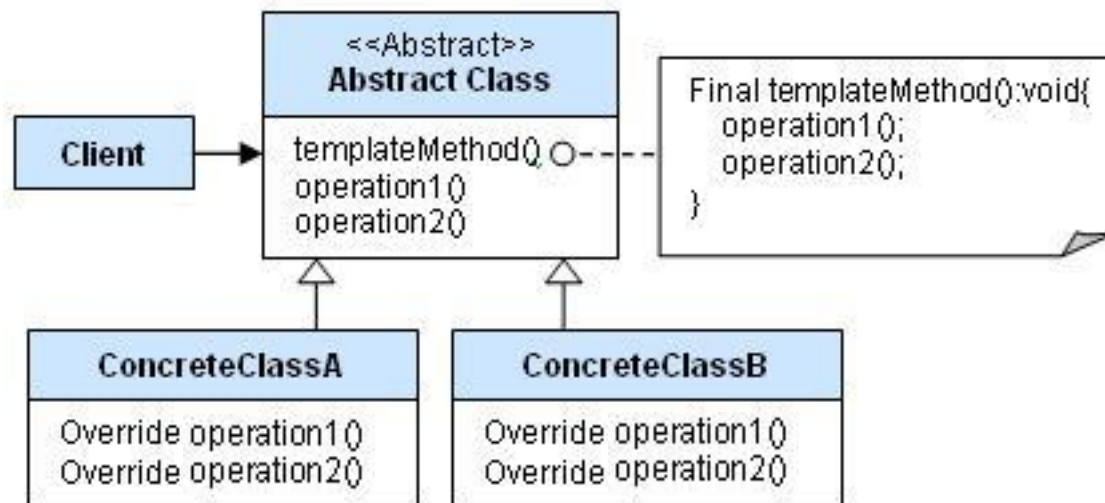 <<Abstract>>
Abstract Class
templateMethod()
operation1()
operation2()
Client
Final templateMethod():void{
operation1();
operation2();
}
ConcreteClassA
Override operation1()
Override operation2()
ConcreteClassB
Override operation1()
Override operation2()